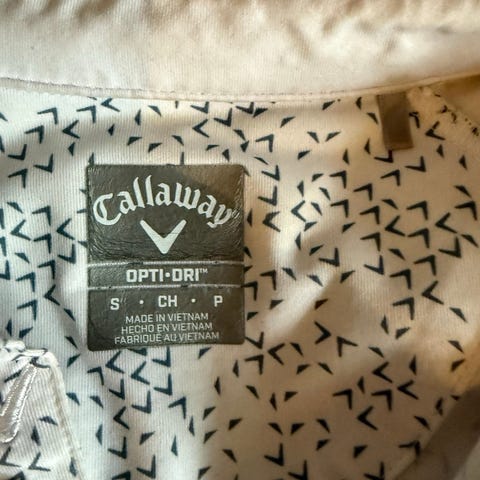 Callaway
OPTI·DRI™
S · CH · P
MADE IN VIETNAM
HECHO EN VIETNAM
FABRIQUÉ AU VIETNAM